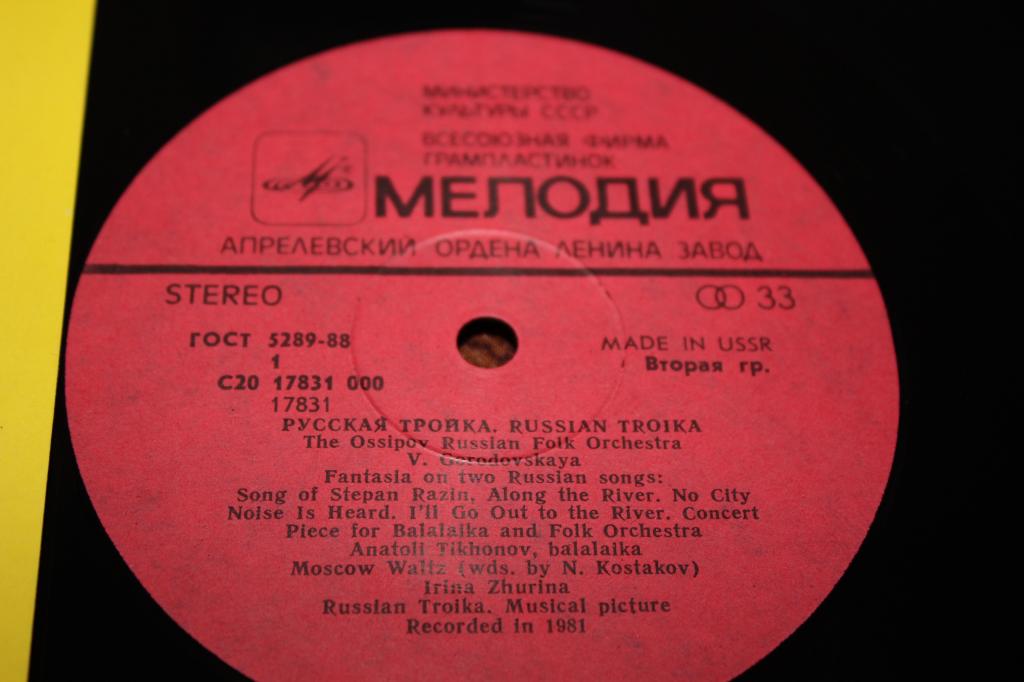 МИНИСТЕРСТВО
КУЛЬТУРЫ СССР
ВСЕСОЮЗНАЯ ФИРМА
ГРАМПЛАСТИНОК
МЕЛОДИЯ
АПРЕЛЕВСКИЙ ОРДЕНА ЛЕНИНА ЗАВОД
STEREO 33
ГОСТ 5289-88
1
С20 17831 000
17831
MADE IN USSR
Вторая гр.
РУССКАЯ ТРОЙКА. RUSSIAN TROIKA
The Ossipov Russian Folk Orchestra
V. Gorodovskaya
Fantasia on two Russian songs:
Song of Stepan Razin, Along the River. No City
Noise Is Heard. I'll Go Out to the River. Concert
Piece for Balalaika and Folk Orchestra
Anatoli Tikhonov, balalaika
Moscow Waltz (wds. by N. Kostakov)
Irina Zhurina
Russian Troika. Musical picture
Recorded in 1981